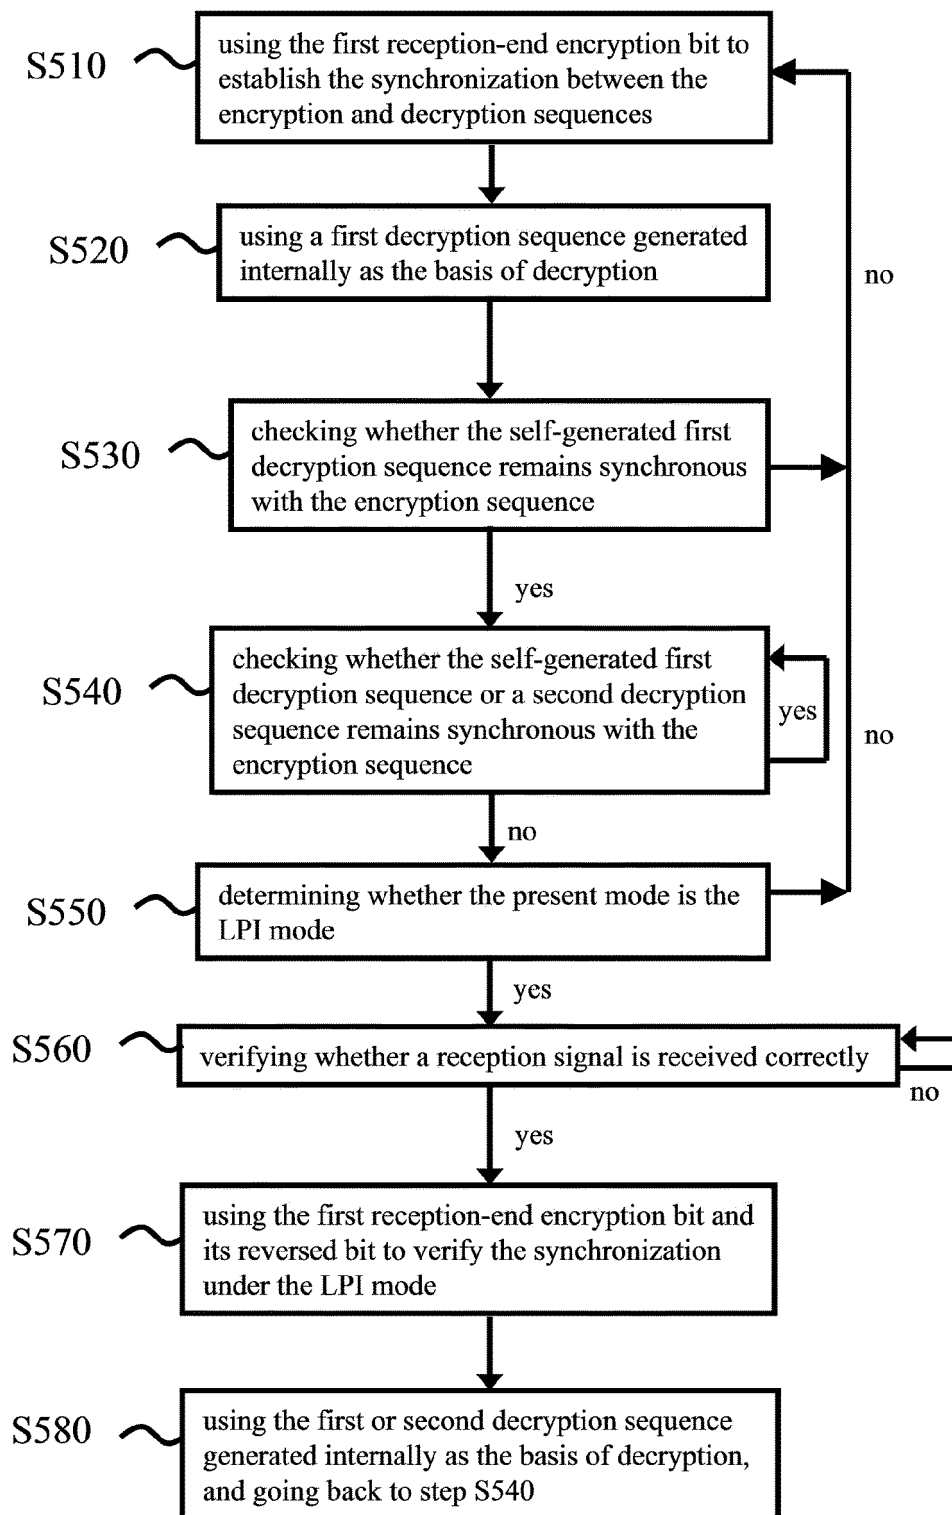 S510
using the first reception-end encryption bit to
establish the synchronization between the
encryption and decryption sequences
S520
using a first decryption sequence generated
internally as the basis of decryption
no
S530
checking whether the self-generated first
decryption sequence remains synchronous
with the encryption sequence
yes
S540
checking whether the self-generated first
decryption sequence or a second decryption
sequence remains synchronous with the
encryption sequence
yes
no
no
S550
determining whether the present mode is the
LPI mode
yes
S560
verifying whether a reception signal is received correctly
no
yes
S570
using the first reception-end encryption bit and
its reversed bit to verify the synchronization
under the LPI mode
S580
using the first or second decryption sequence
generated internally as the basis of decryption,
and going back to step S540